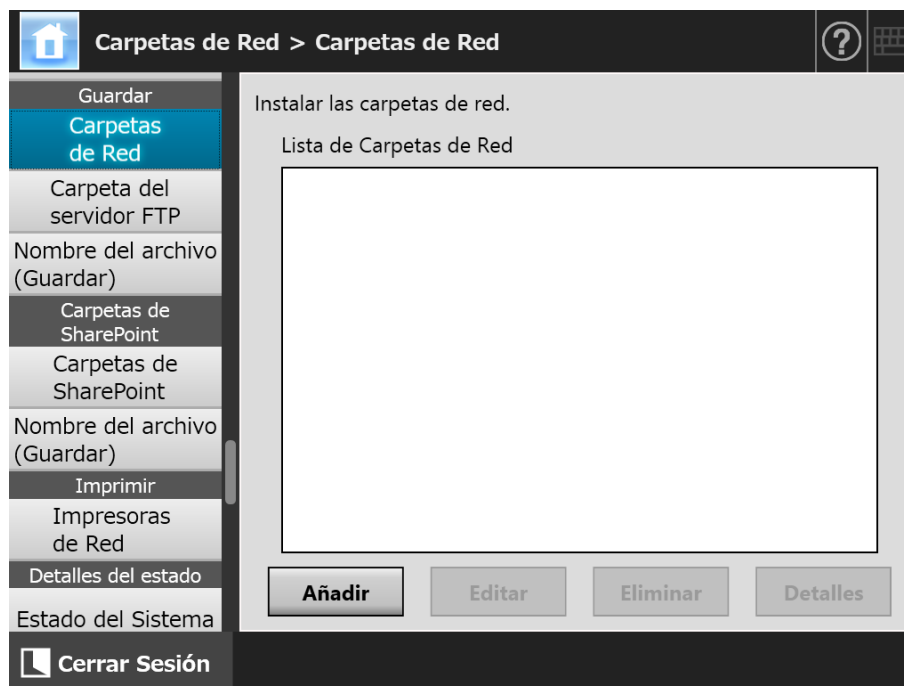 Carpetas de Red > Carpetas de Red
?
Guardar
Carpetas
de Red
Carpeta del
servidor FTP
Nombre del archivo
(Guardar)
Carpetas de
SharePoint
Carpetas de
SharePoint
Nombre del archivo
(Guardar)
Imprimir
Impresoras
de Red
Detalles del estado
Estado del Sistema
Instalar las carpetas de red.
Lista de Carpetas de Red
Añadir
Editar
Eliminar
Detalles
Cerrar Sesión